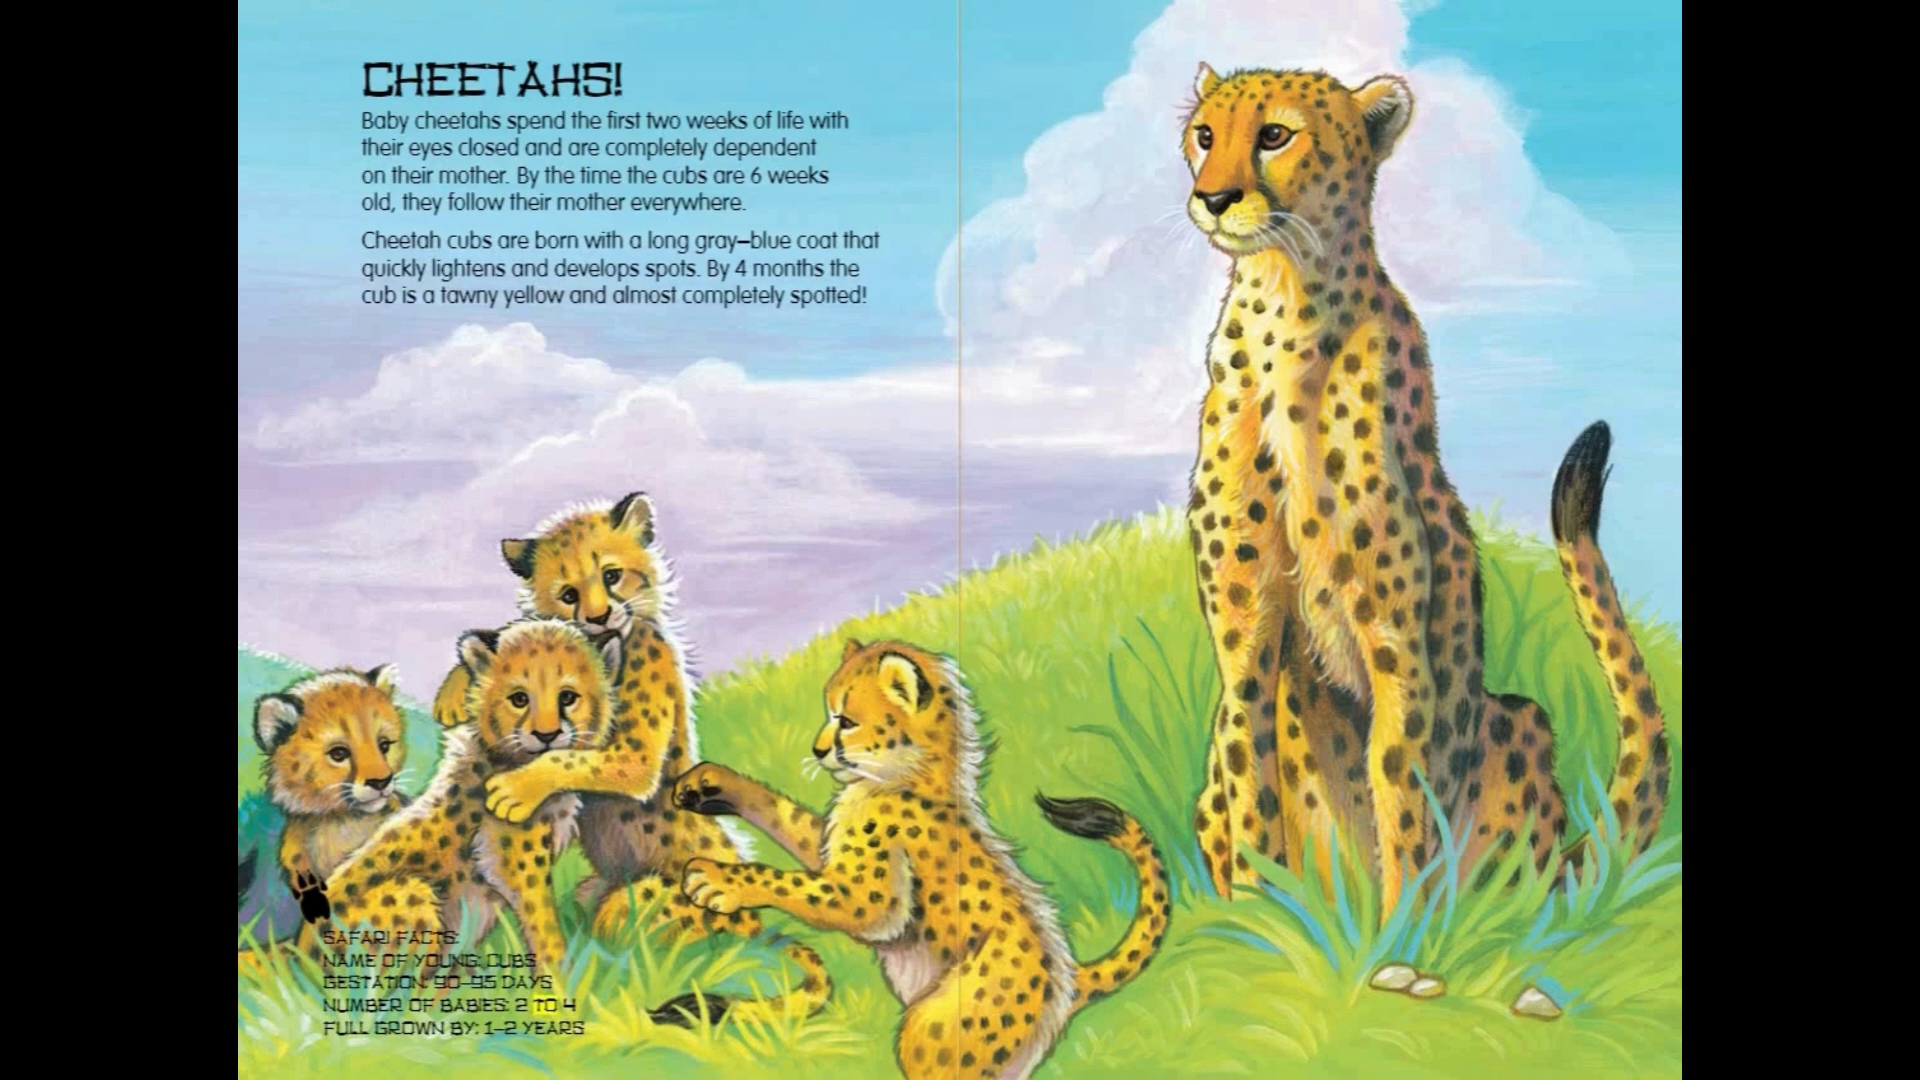 CHEETAHS!
Baby cheetahs spend the first two weeks of life with
their eyes closed and are completely dependent
on their mother. By the time the cubs are 6 weeks
old, they follow their mother everywhere.
Cheetah cubs are born with a long gray–blue coat that
quickly lightens and develops spots. By 4 months the
cub is a tawny yellow and almost completely spotted!
SAFARI FACTS:
NAME OF YOUNG: CUBS
GESTATION: 90–95 DAYS
NUMBER OF BABIES: 2 TO 4
FULL GROWN BY: 1–2 YEARS